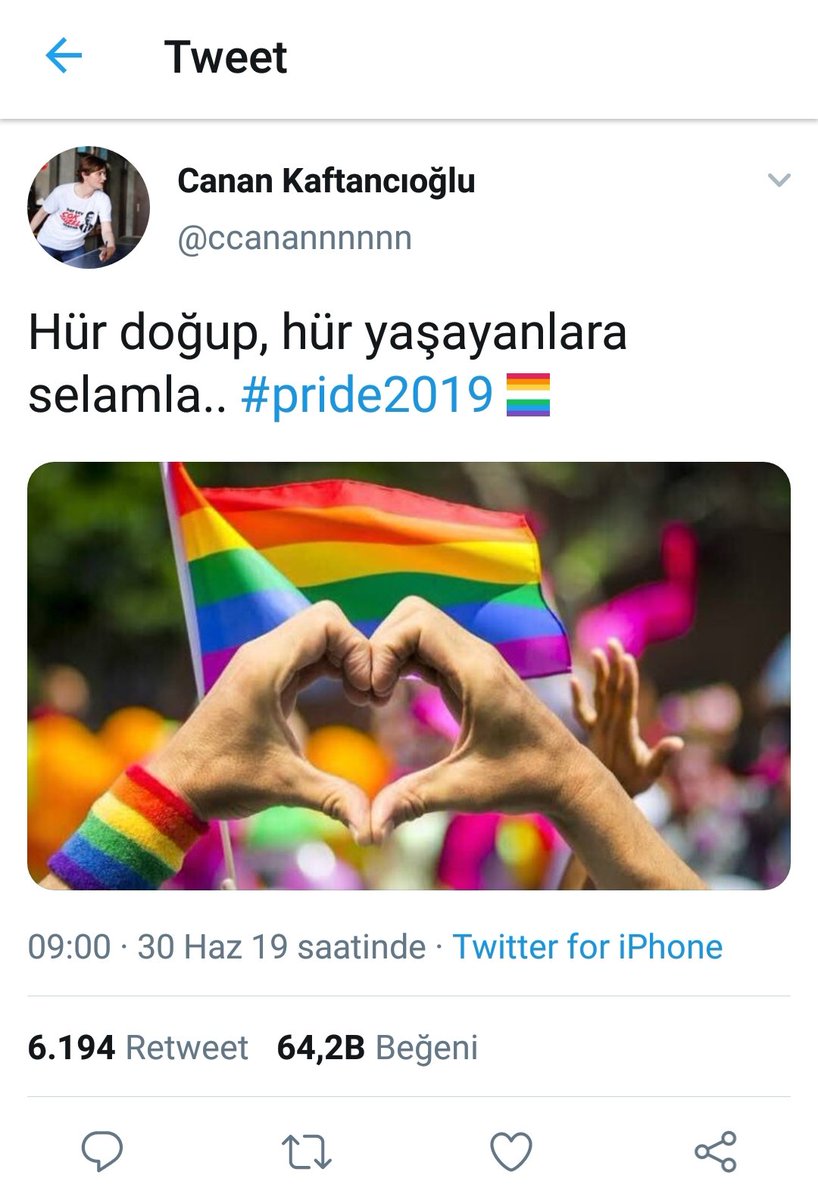 Tweet
Canan Kaftancıoğlu
@ccanannnnnn
Hür doğup, hür yaşayanlara
selamla.. #pride2019
09:00 · 30 Haz 19 saatinde · Twitter for iPhone
6.194 Retweet 64,2B Beğeni